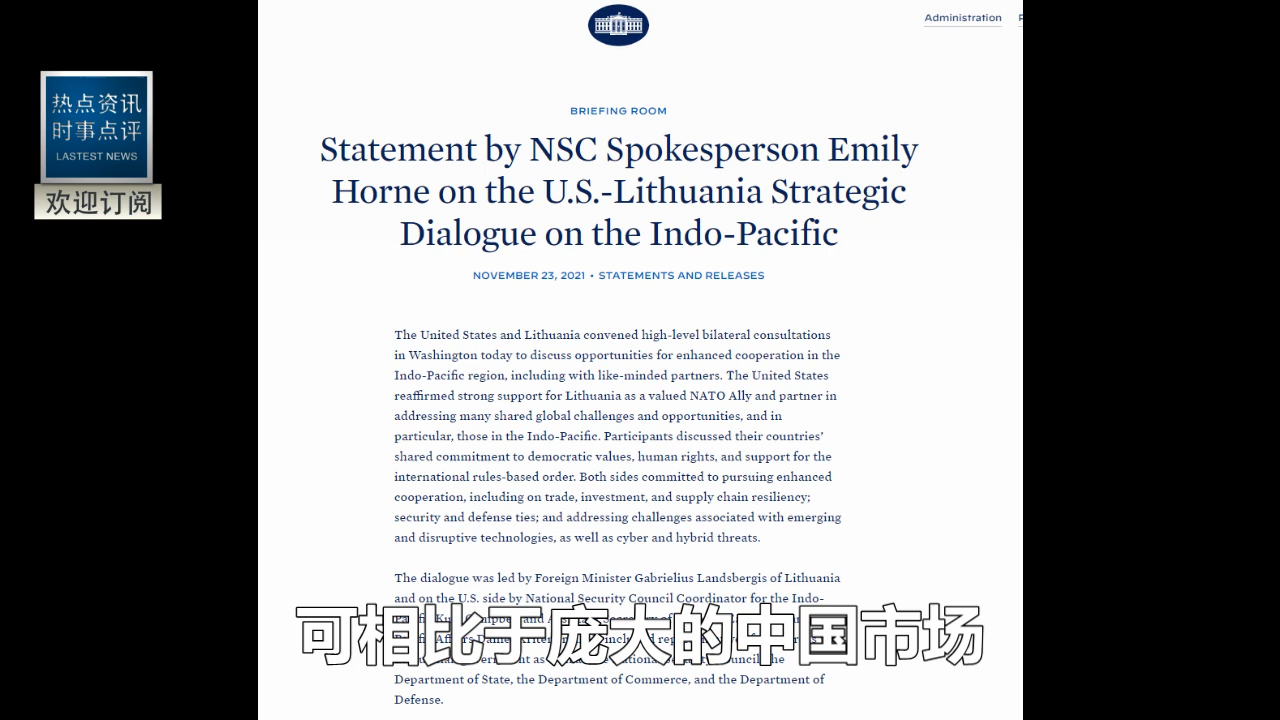 Administration
热点资讯
时事点评
LASTEST NEWS
欢迎订阅
BRIEFING ROOM
Statement by NSC Spokesperson Emily
Horne on the U.S.-Lithuania Strategic
Dialogue on the Indo-Pacific
NOVEMBER 23, 2021 • STATEMENTS AND RELEASES
The United States and Lithuania convened high-level bilateral consultations
in Washington today to discuss opportunities for enhanced cooperation in the
Indo-Pacific region, including with like-minded partners. The United States
reaffirmed strong support for Lithuania as a valued NATO Ally and partner in
addressing many shared global challenges and opportunities, and in
particular, those in the Indo-Pacific. Participants discussed their countries’
shared commitment to democratic values, human rights, and support for the
international rules-based order. Both sides committed to pursuing enhanced
cooperation, including on trade, investment, and supply chain resiliency;
security and defense ties; and addressing challenges associated with emerging
and disruptive technologies, as well as cyber and hybrid threats.
The dialogue was led by Foreign Minister Gabrielius Landsbergis of Lithuania
and on the U.S. side by National Security Council Coordinator for the Indo-
可相比于庞大的中国市场
Department of State, the Department of Commerce, and the Department of
Defense.